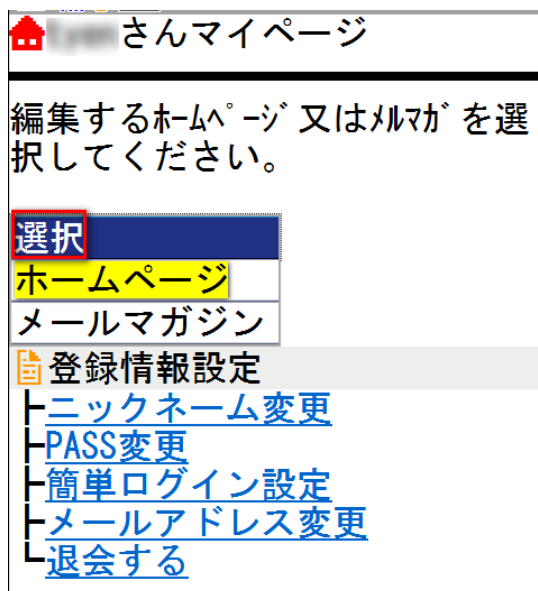 さんマイページ
編集するﾎｰﾑﾍﾟｰｼﾞ又はﾒﾙﾏｶﾞを選
択してください。
選択
ホームページ
メールマガジン
登録情報設定
ニックネーム変更
PASS変更
簡単ログイン設定
メールアドレス変更
退会する